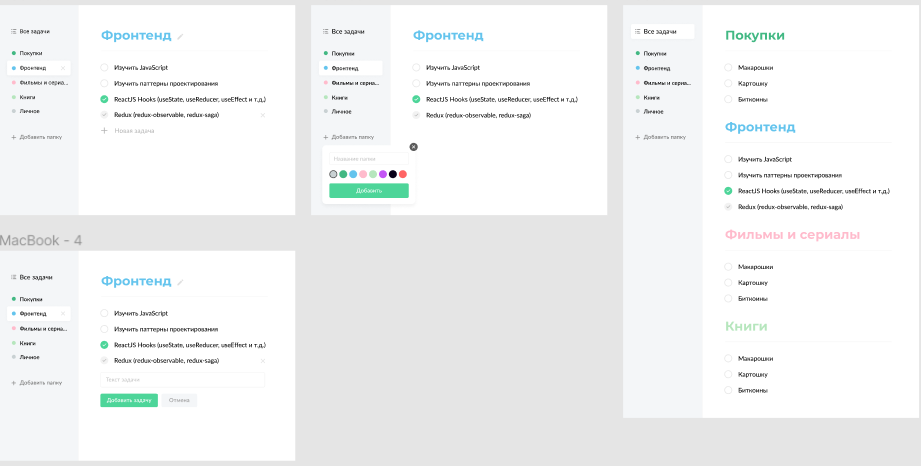 Все задачи
Покупки
Фронтенд
Фильмы и сериа...
Книги
Личное
Добавить папку
Фронтенд
Изучить JavaScript
Изучить паттерны проектирования
ReactJS Hooks (useState, useReducer, useEffect и т.д.)
Redux (redux-observable, redux-saga)
Новая задача
Все задачи
Покупки
Фронтенд
Фильмы и сериа...
Книги
Личное
Добавить папку
Название папки
Добавить
Фронтенд
Изучить JavaScript
Изучить паттерны проектирования
ReactJS Hooks (useState, useReducer, useEffect и т.д.)
Redux (redux-observable, redux-saga)
Все задачи
Покупки
Фронтенд
Фильмы и сериа...
Книги
Личное
Добавить папку
Покупки
Макарошки
Картошку
Биткоины
Фронтенд
Изучить JavaScript
Изучить паттерны проектирования
ReactJS Hooks (useState, useReducer, useEffect и т.д.)
Redux (redux-observable, redux-saga)
Фильмы и сериалы
Макарошки
Картошку
Биткоины
Книги
Макарошки
Картошку
Биткоины
MacBook - 4
Все задачи
Покупки
Фронтенд
Фильмы и сериа...
Книги
Личное
Добавить папку
Фронтенд
Изучить JavaScript
Изучить паттерны проектирования
ReactJS Hooks (useState, useReducer, useEffect и т.д.)
Redux (redux-observable, redux-saga)
Текст задачи
Добавить задачу
Отмена